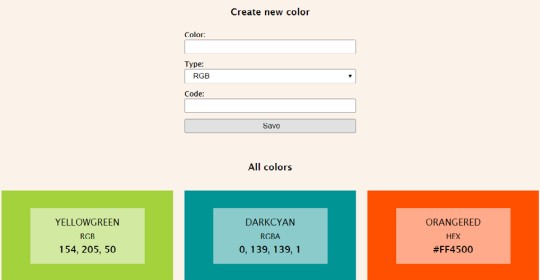 Create new color
Color:
Type:
RGB
Code:
Save
All colors
YELLOWGREEN
RGB
154, 205, 50
DARKCYAN
RGBA
0, 139, 139, 1
ORANGERED
HEX
#FF4500